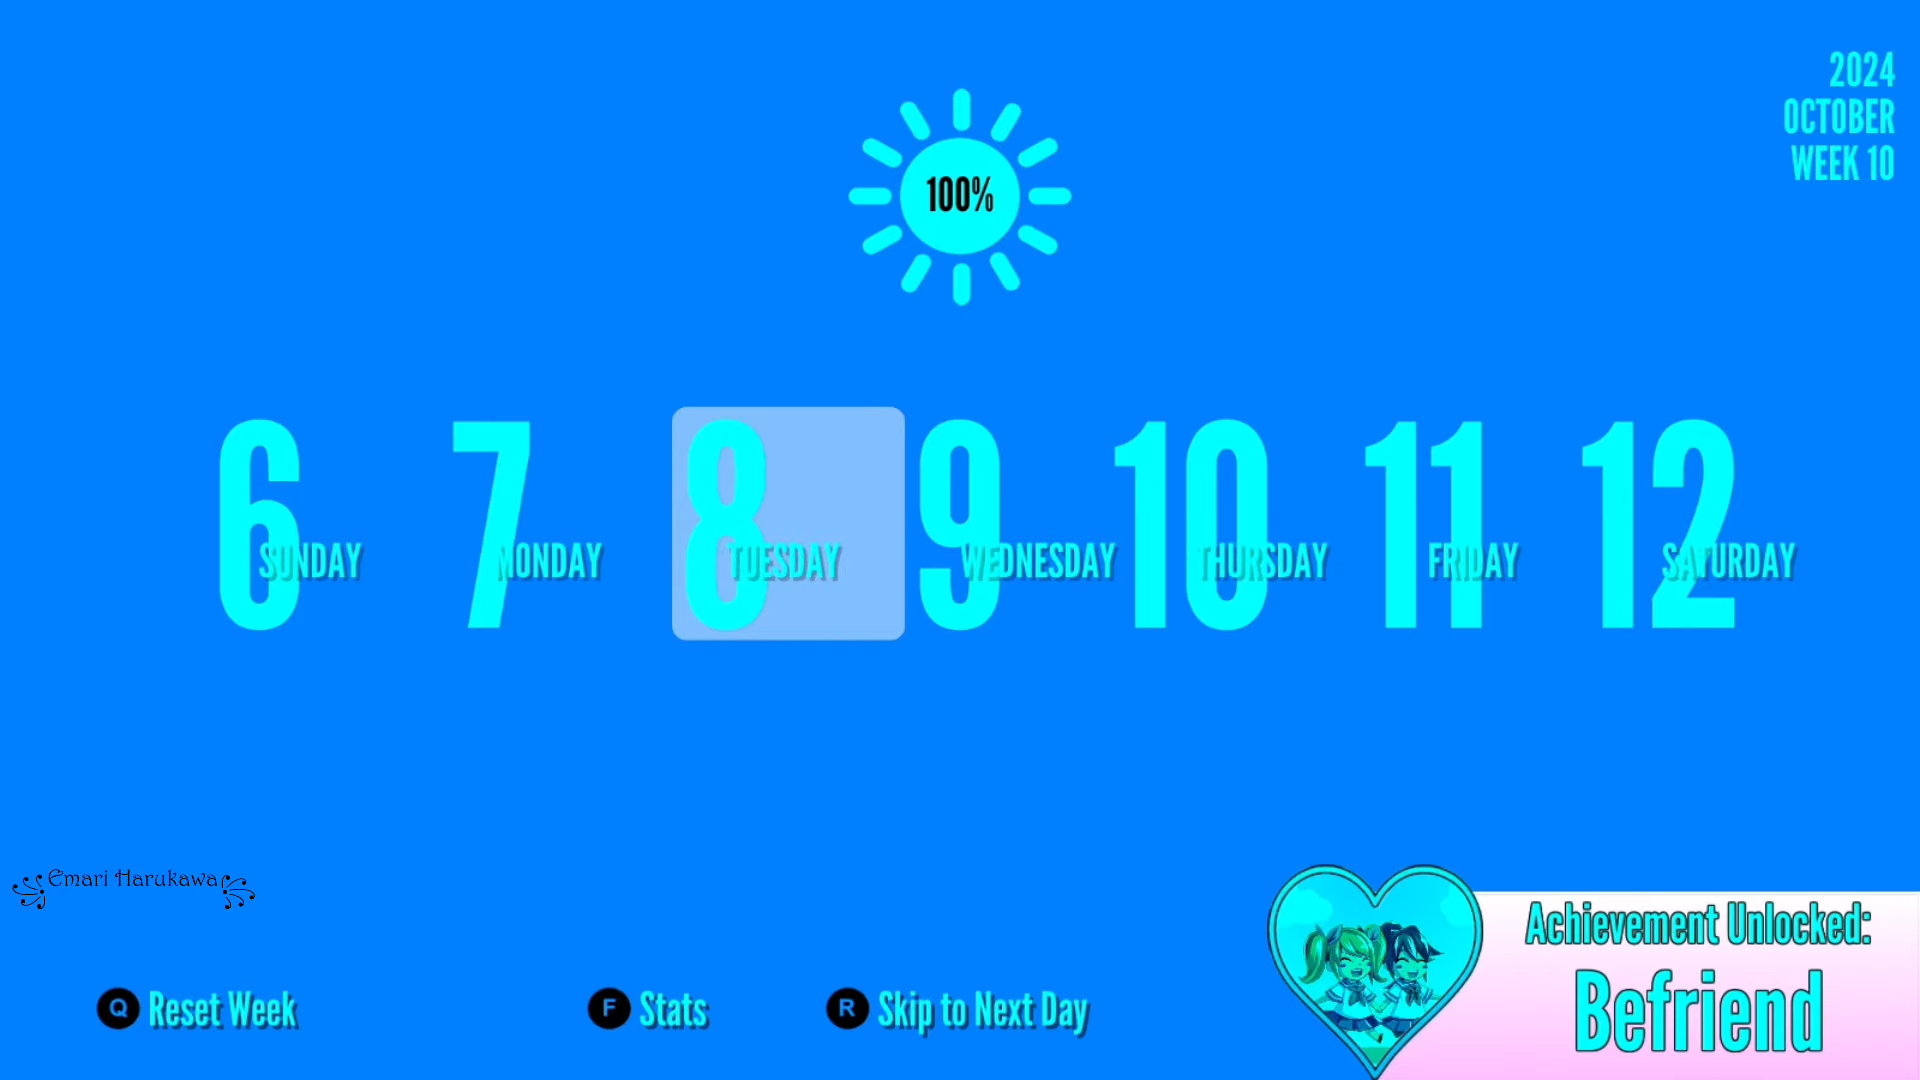 2024
OCTOBER
WEEK 10
100%
6 7 8 9 10 11 12
SUNDAY MONDAY TUESDAY WEDNESDAY THURSDAY FRIDAY SATURDAY
Emari Harukawa
Achievement Unlocked:
Befriend
Q Reset Week F Stats R Skip to Next Day